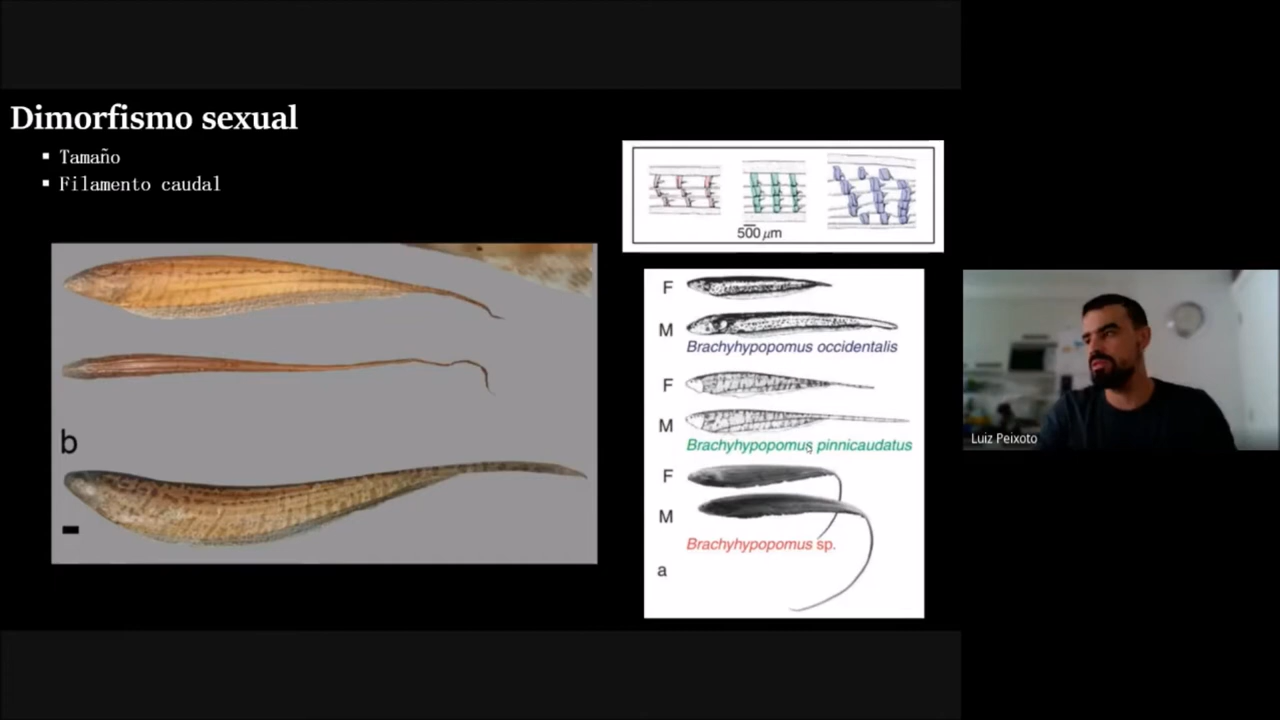 Dimorfismo sexual
▪ Tamaño
▪ Filamento caudal
500 μm
b
F
M
Brachyhypopomus occidentalis
F
M
Brachyhypopomus pinnicaudatus
F
M
Brachyhypopomus sp.
a
Luiz Peixoto